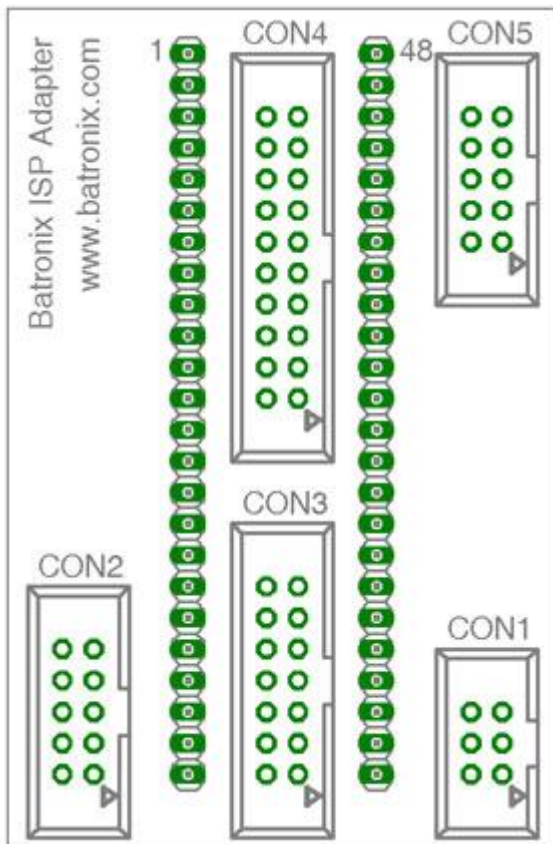 Batronix ISP Adapter
www.batronix.com
1
CON4
48
CON5
CON3
CON2
CON1